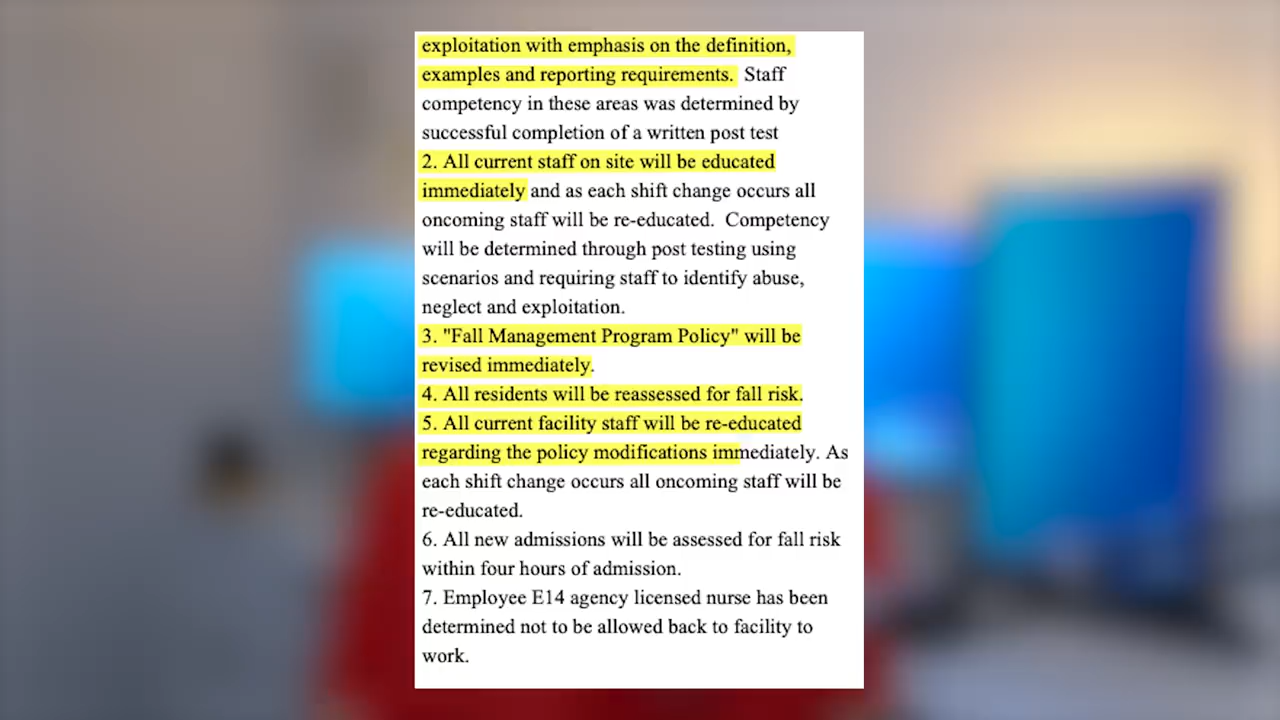 exploitation with emphasis on the definition,
examples and reporting requirements. Staff
competency in these areas was determined by
successful completion of a written post test
2. All current staff on site will be educated
immediately and as each shift change occurs all
oncoming staff will be re-educated. Competency
will be determined through post testing using
scenarios and requiring staff to identify abuse,
neglect and exploitation.
3. "Fall Management Program Policy" will be
revised immediately.
4. All residents will be reassessed for fall risk.
5. All current facility staff will be re-educated
regarding the policy modifications immediately. As
each shift change occurs all oncoming staff will be
re-educated.
6. All new admissions will be assessed for fall risk
within four hours of admission.
7. Employee E14 agency licensed nurse has been
determined not to be allowed back to facility to
work.